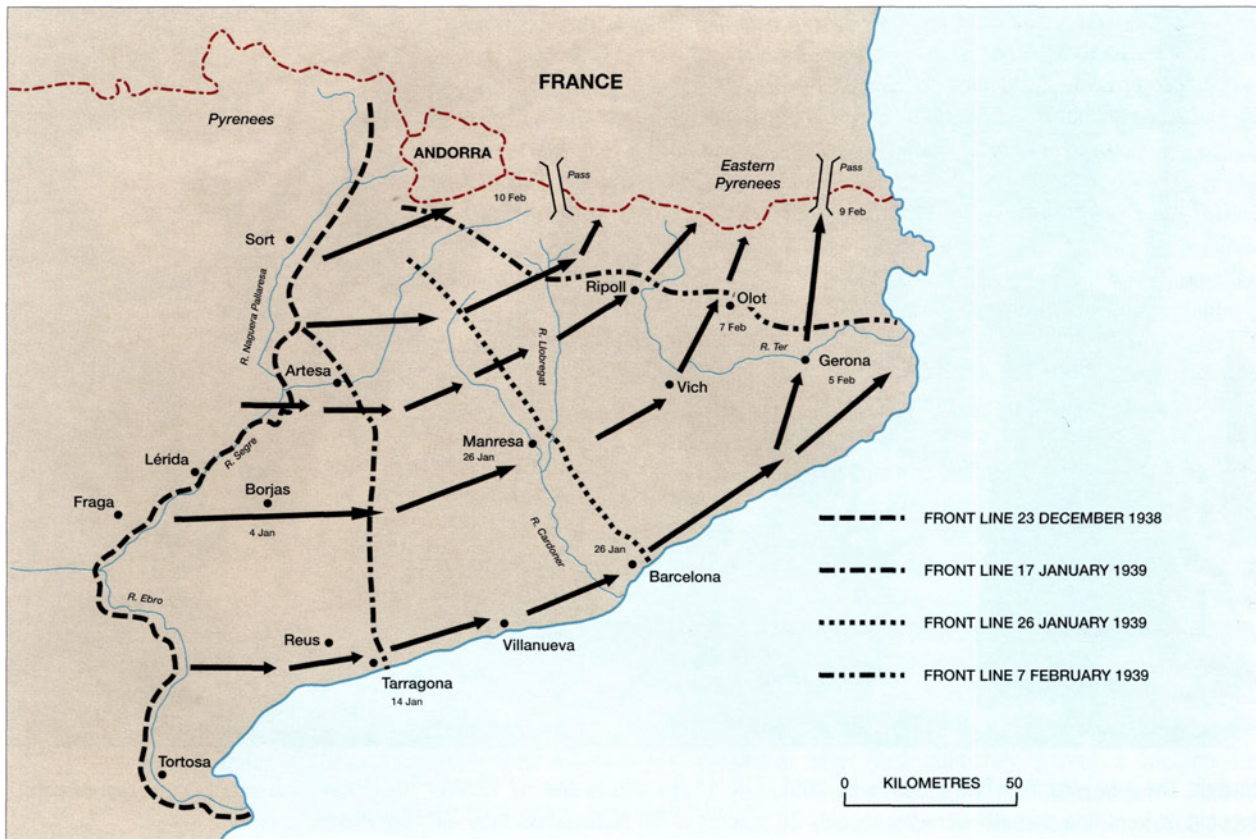 FRANCE
Pyrenees
ANDORRA
Pass
Eastern
Pyrenees
Pass
10 Feb
9 Feb
Sort
R. Naguera Pallaresa
Ripoll
Olot
7 Feb
R. Llobregat
R. Ter
Gerona
5 Feb
Artesa
Vich
Manresa
26 Jan
Lérida
R. Segre
Borjas
4 Jan
Fraga
R. Cardoner
26 Jan
Barcelona
R. Ebro
Reus
Villanueva
Tarragona
14 Jan
Tortosa
FRONT LINE 23 DECEMBER 1938
FRONT LINE 17 JANUARY 1939
FRONT LINE 26 JANUARY 1939
FRONT LINE 7 FEBRUARY 1939
0 KILOMETRES 50